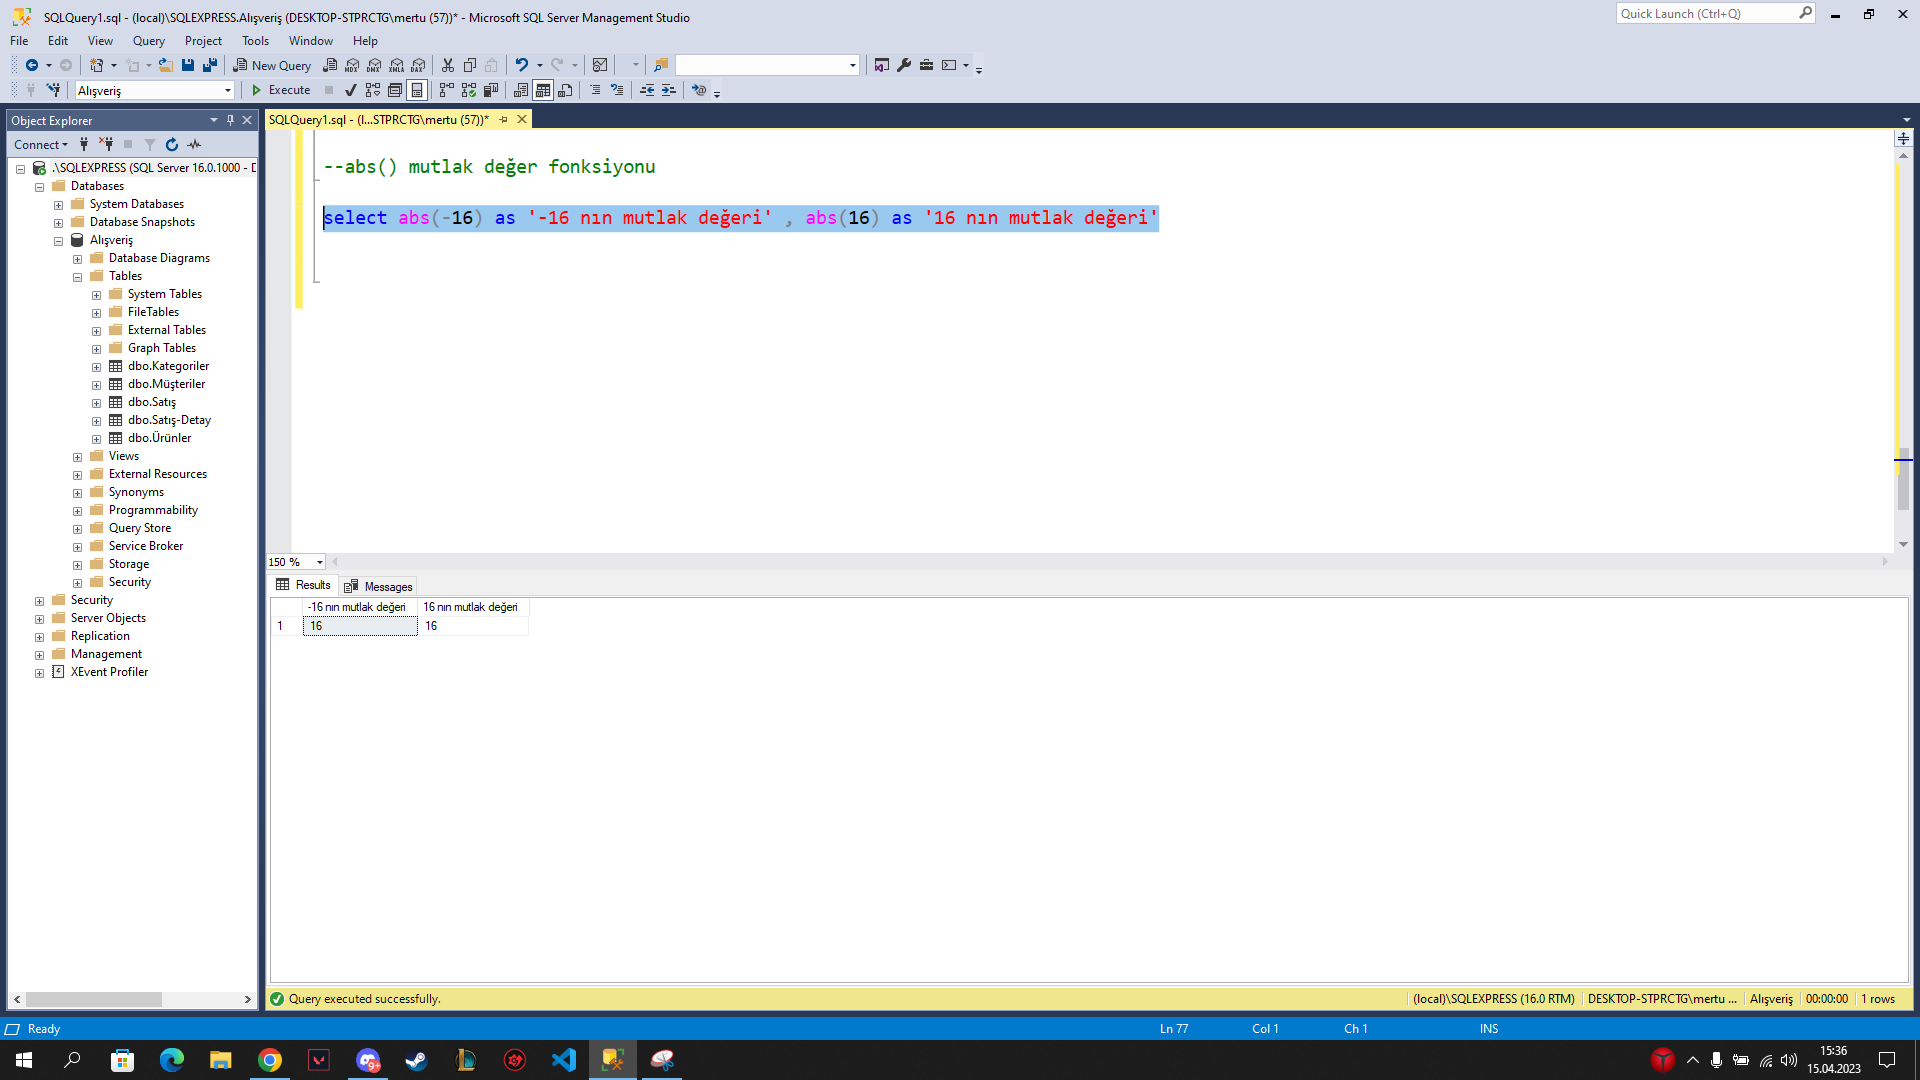 SQLQuery1.sql - (local)\SQLEXPRESS.Alışveriş (DESKTOP-STPRCTG\mertu (57))* - Microsoft SQL Server Management Studio
Quick Launch (Ctrl+Q)
File Edit View Query Project Tools Window Help
New Query
Alışveriş
Execute
Object Explorer
SQLQuery1.sql - (l...STPRCTG\mertu (57))*
Connect
.\SQLEXPRESS (SQL Server 16.0.1000 - D
Databases
System Databases
Database Snapshots
Alışveriş
Database Diagrams
Tables
System Tables
FileTables
External Tables
Graph Tables
dbo.Kategoriler
dbo.Müşteriler
dbo.Satış
dbo.Satış-Detay
dbo.Ürünler
Views
External Resources
Synonyms
Programmability
Query Store
Service Broker
Storage
Security
Security
Server Objects
Replication
Management
XEvent Profiler
--abs() mutlak değer fonksiyonu
select abs(-16) as '-16 nın mutlak değeri' , abs(16) as '16 nın mutlak değeri'
150 %
Results Messages
-16 nın mutlak değeri 16 nın mutlak değeri
1 16 16
Query executed successfully.
(local)\SQLEXPRESS (16.0 RTM) DESKTOP-STPRCTG\mertu ... Alışveriş 00:00:00 1 rows
Ready
Ln 77 Col 1 Ch 1 INS
9+
15:36
15.04.2023